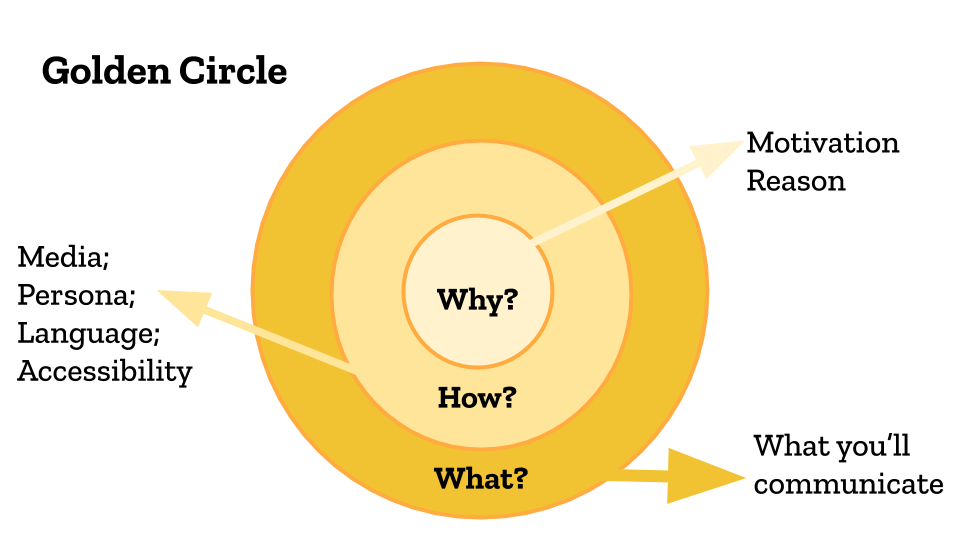 Golden Circle
Motivation
Reason
Media;
Persona;
Language;
Accessibility
Why?
How?
What?
What you’ll
communicate